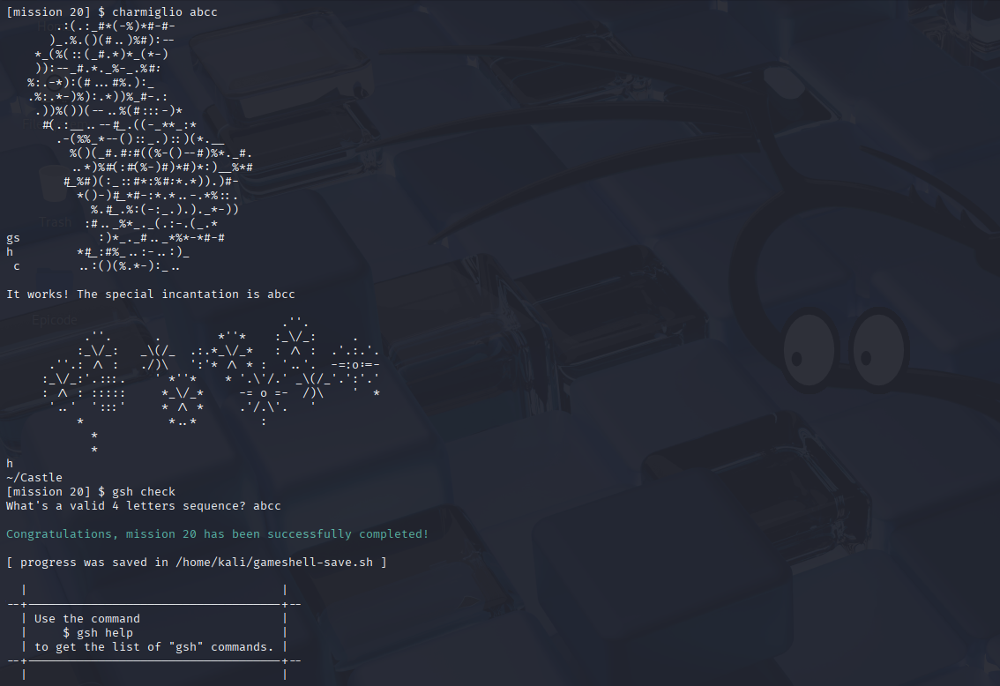 [mission 20] $ charmiglio abcc
.:(.:_#*(-%)*#-#-
)_.%.()(#..)%#):--
*_(%(::(_#.*)*_(*-)
)):--_#.*._%-_.%#:
%:.-*):(#...#%.):_
.%:.*-)%):.*))%_#-.:
.))%())(--..%(#:::-)*
#(.:__..--#_.((-_**_:*
.-(%%_*--()::_.)::)(*.__
%()(_#.#:#((%-()--#)%*._#.
..*)%#(:#(%-)#)*#)*:)__%*#
#_%#)(:_::#*:%#:*.*)).)#-
*()-)#_*#-:*.*..-.*%::.
%.#_.%:(-:_.).)._*-))
:#.._%*_._(.:-.(_.*
gs :)*_._#.._*%*-*#-#
h *#_:#%_..:-..:)_
c ..:()(%.*-):_..
It works! The special incantation is abcc
.''.
.''. . *''* :_\/_: .
:_\/_: _\(/_ .:.*_\/_* : /\ : .'.:.'.
.''.: /\ : ./)\ ':'* /\ * : '..'. -=:o:=-
:_\/_:'.:::. ' *''* * '.\'/.' _\(/_'.':'.'
: /\ : ::::: *_\/_* -= o =- /)\ ' *
'..' ':::' * /\ * .'/.\'. '
* *..* :
*
*
h
~/Castle
[mission 20] $ gsh check
What's a valid 4 letters sequence? abcc
Congratulations, mission 20 has been successfully completed!
[ progress was saved in /home/kali/gameshell-save.sh ]
Use the command
$ gsh help
to get the list of "gsh" commands.
Trash
Epicode